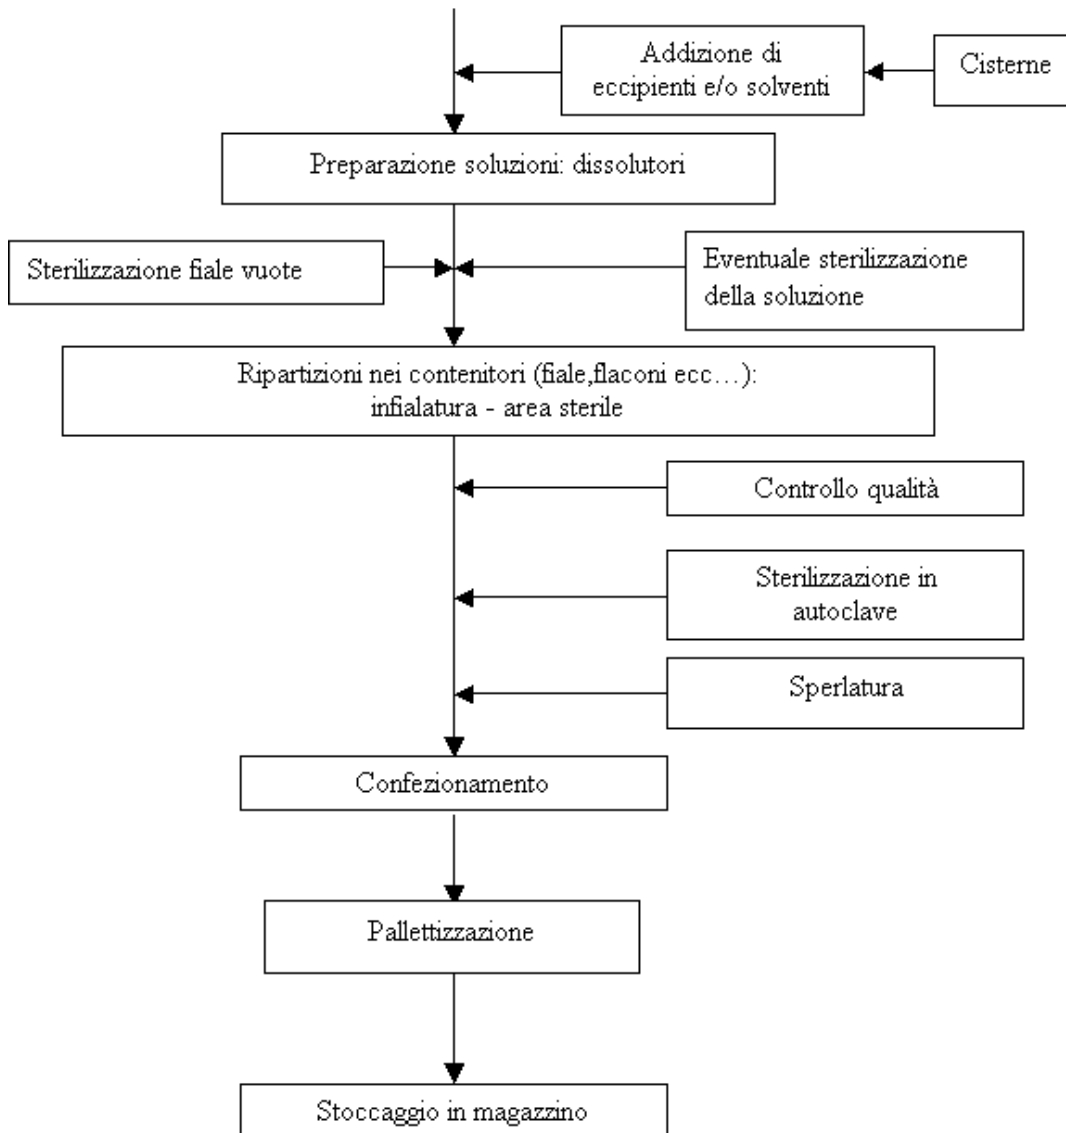 Addizione di
eccipienti e/o solventi
Cisterne
Preparazione soluzioni: dissolutori
Sterilizzazione fiale vuote
Eventuale sterilizzazione
della soluzione
Ripartizioni nei contenitori (fiale,flaconi ecc…):
infialatura - area sterile
Controllo qualità
Sterilizzazione in
autoclave
Sperlatura
Confezionamento
Pallettizzazione
Stoccaggio in magazzino